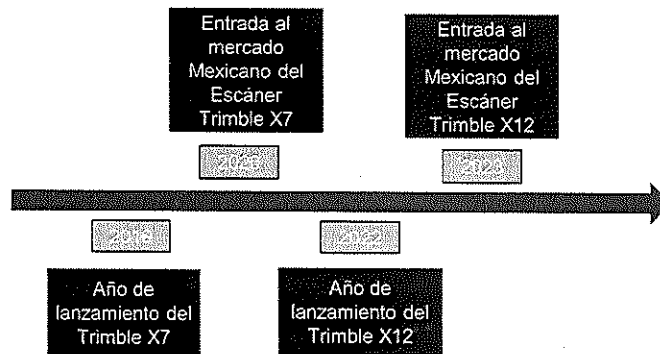 Entrada al
mercado
Mexicano del
Escáner
Trimble X7
Entrada al
mercado
Mexicano del
Escáner
Trimble X12
2023
2022
Año de
lanzamiento del
Trimble X7
Año de
lanzamiento del
Trimble X12